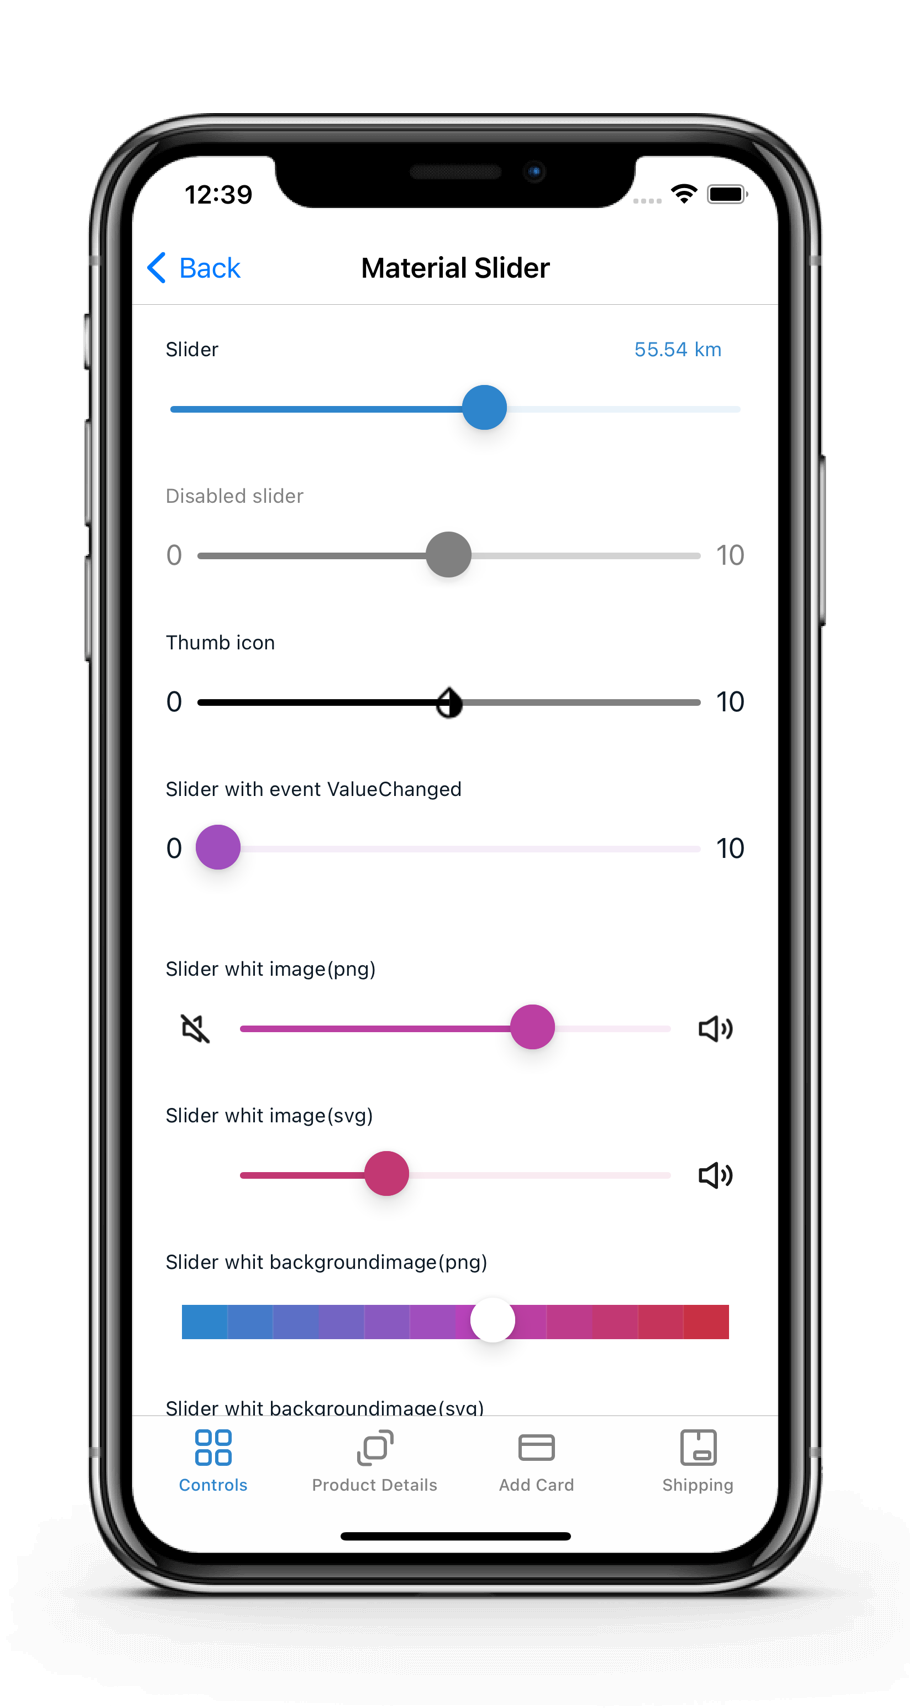 12:39
Back
Material Slider
Slider 55.54 km
Disabled slider
0 10
Thumb icon
0 10
Slider with event ValueChanged
0 10
Slider whit image(png)
Slider whit image(svg)
Slider whit backgroundimage(png)
Slider whit backgroundimage(svg)
Controls Product Details Add Card Shipping